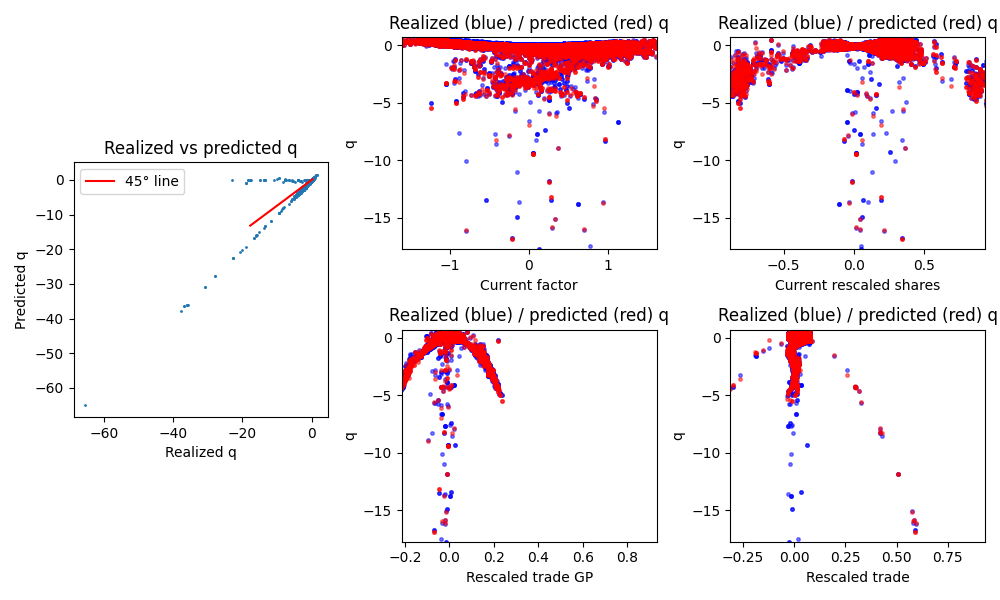 Realized (blue) / predicted (red) q
Realized (blue) / predicted (red) q
0
−5
−10
−15
q
−1
0
1
Current factor
0
−5
−10
−15
q
−0.5
0.0
0.5
Current rescaled shares
Realized vs predicted q
45° line
0
−10
−20
−30
−40
−50
−60
Predicted q
−60
−40
−20
0
Realized q
Realized (blue) / predicted (red) q
Realized (blue) / predicted (red) q
0
−5
−10
−15
q
−0.2
0.0
0.2
0.4
0.6
0.8
Rescaled trade GP
0
−5
−10
−15
q
−0.25
0.00
0.25
0.50
0.75
Rescaled trade